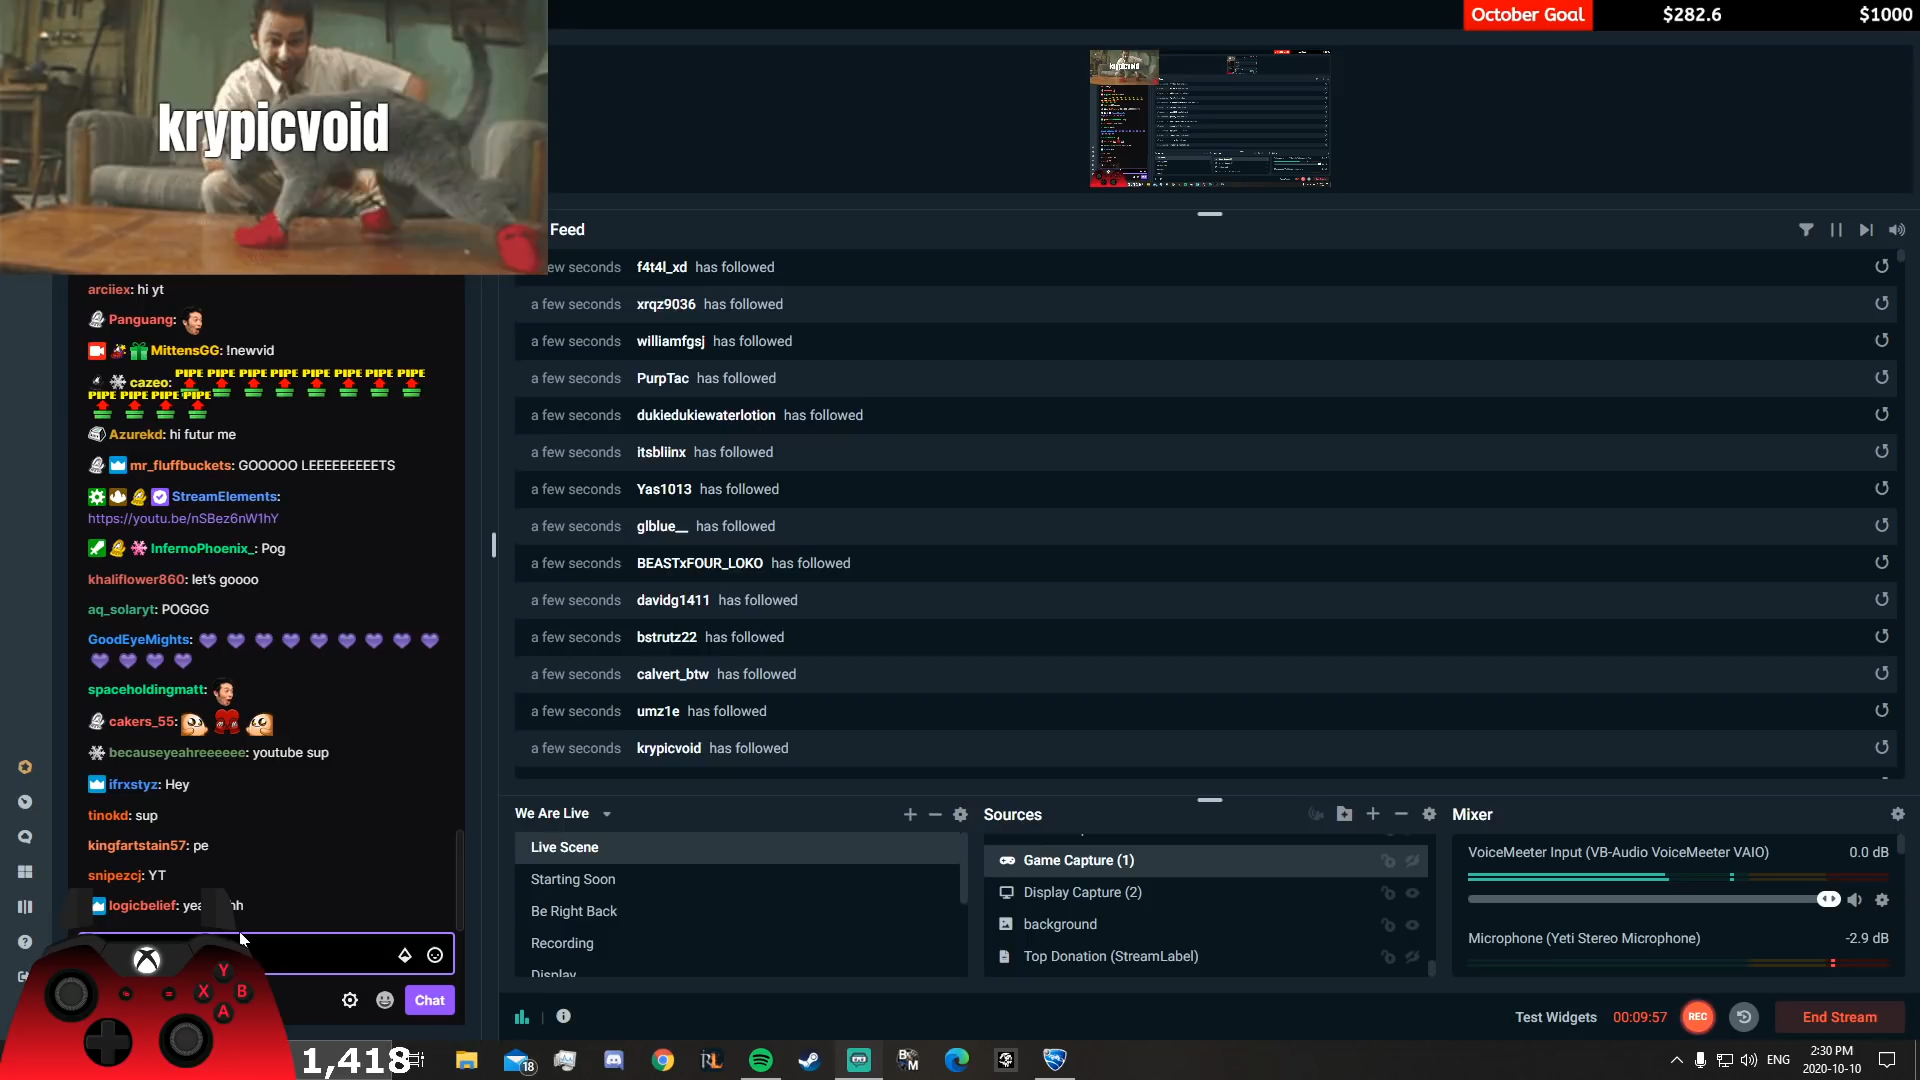 October Goal $282.6 $1000
krypicvoid
Feed
ew seconds f4t4l_xd has followed
a few seconds xrqz9036 has followed
a few seconds williamfgsj has followed
a few seconds PurpTac has followed
a few seconds dukiedukiewaterlotion has followed
a few seconds itsbliinx has followed
a few seconds Yas1013 has followed
a few seconds glblue__ has followed
a few seconds BEASTxFOUR_LOKO has followed
a few seconds davidg1411 has followed
a few seconds bstrutz22 has followed
a few seconds calvert_btw has followed
a few seconds umz1e has followed
a few seconds krypicvoid has followed
arciiex: hi yt
Panguang:
MittensGG: !newvid
cazeo: PIPE PIPE PIPE PIPE PIPE PIPE PIPE PIPE
PIPE PIPE PIPE PIPE
Azurekd: hi futur me
mr_fluffbuckets: GOOOOO LEEEEEEEEETS
StreamElements:
https://youtu.be/nSBez6nW1hY
InfernoPhoenix_: Pog
khaliflower860: let's goooo
aq_solaryt: POGGG
GoodEyeMights:
spaceholdingmatt:
cakers_55:
becauseyeahreeeeee: youtube sup
ifrxstyz: Hey
tinokd: sup
kingfartstain57: pe
snipezcj: YT
logicbelief: yea hh
Chat
Y
X B
A
We Are Live
Live Scene
Starting Soon
Be Right Back
Recording
Display
Sources
Game Capture (1)
Display Capture (2)
background
Top Donation (StreamLabel)
Mixer
VoiceMeeter Input (VB-Audio VoiceMeeter VAIO) 0.0 dB
Microphone (Yeti Stereo Microphone) -2.9 dB
Test Widgets 00:09:57 REC End Stream
1,418
18
RL
ENG
2:30 PM
2020-10-10